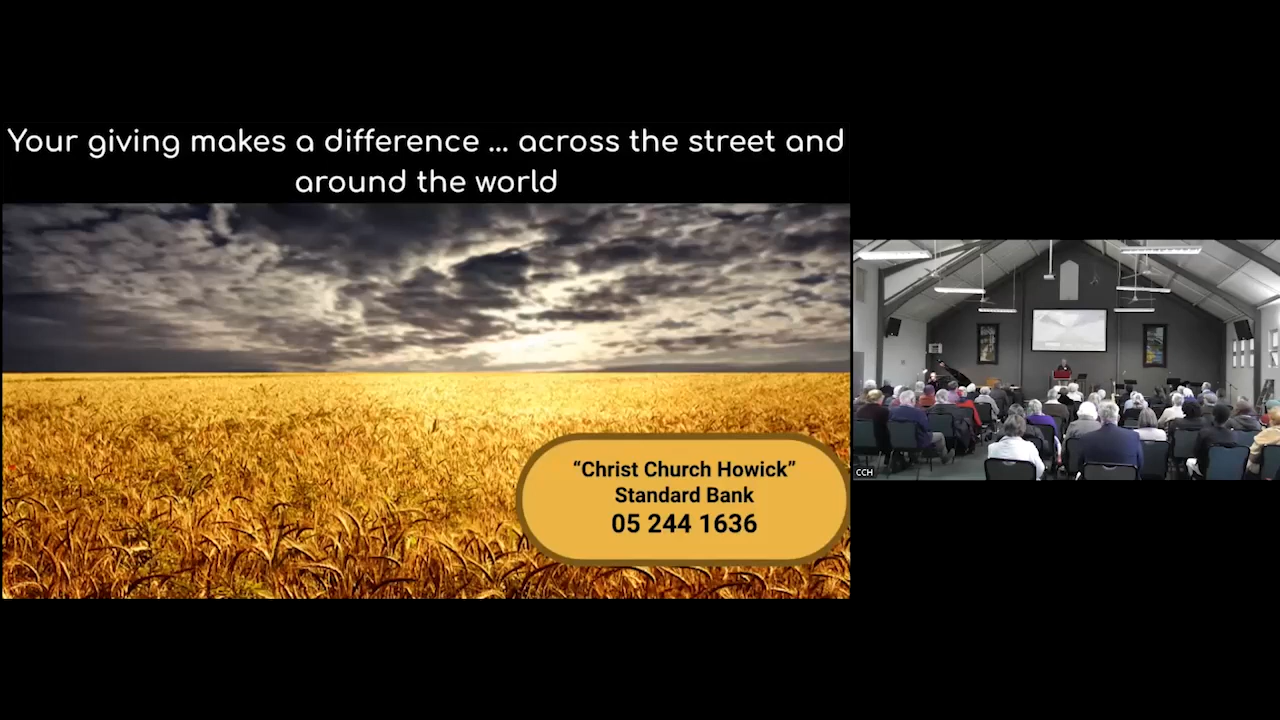 Your giving makes a difference ... across the street and
around the world
“Christ Church Howick”
Standard Bank
05 244 1636
CCH